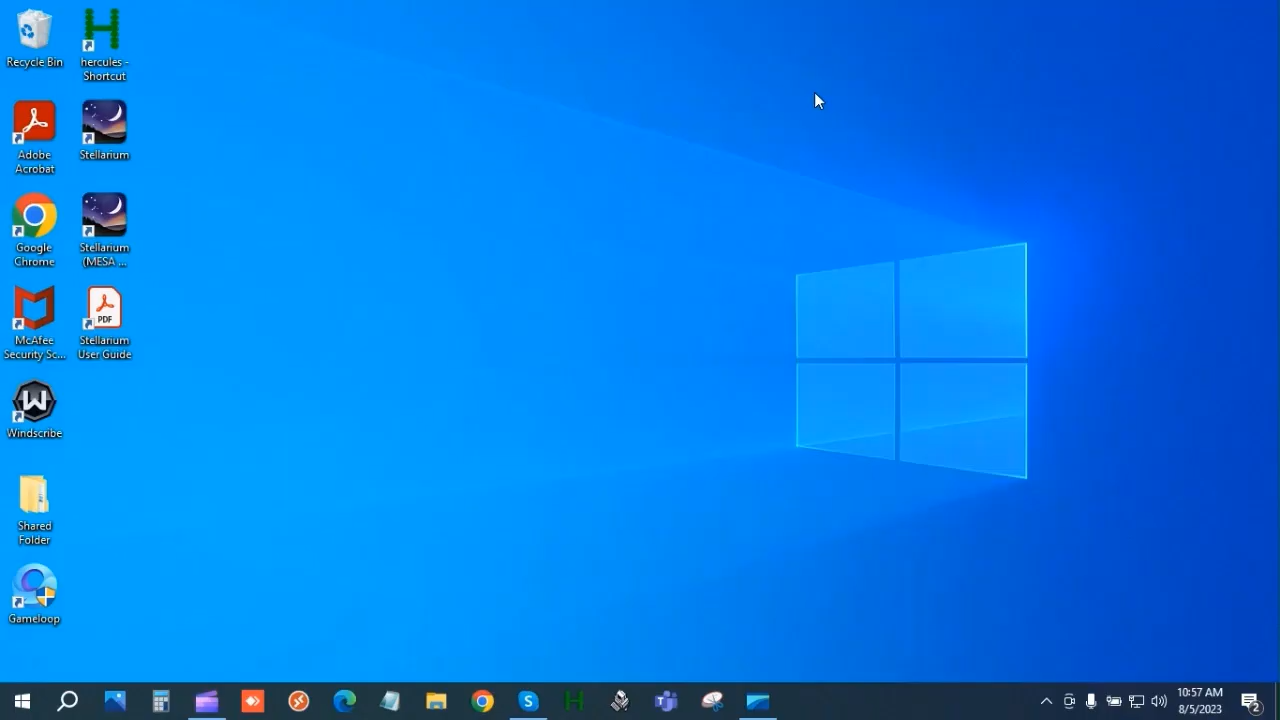 Recycle Bin
hercules -
Shortcut
Adobe
Acrobat
Stellarium
Google
Chrome
Stellarium
(MESA ...
McAfee
Security Sc...
PDF
Stellarium
User Guide
Windscribe
Shared
Folder
Gameloop
10:57 AM
8/5/2023
2